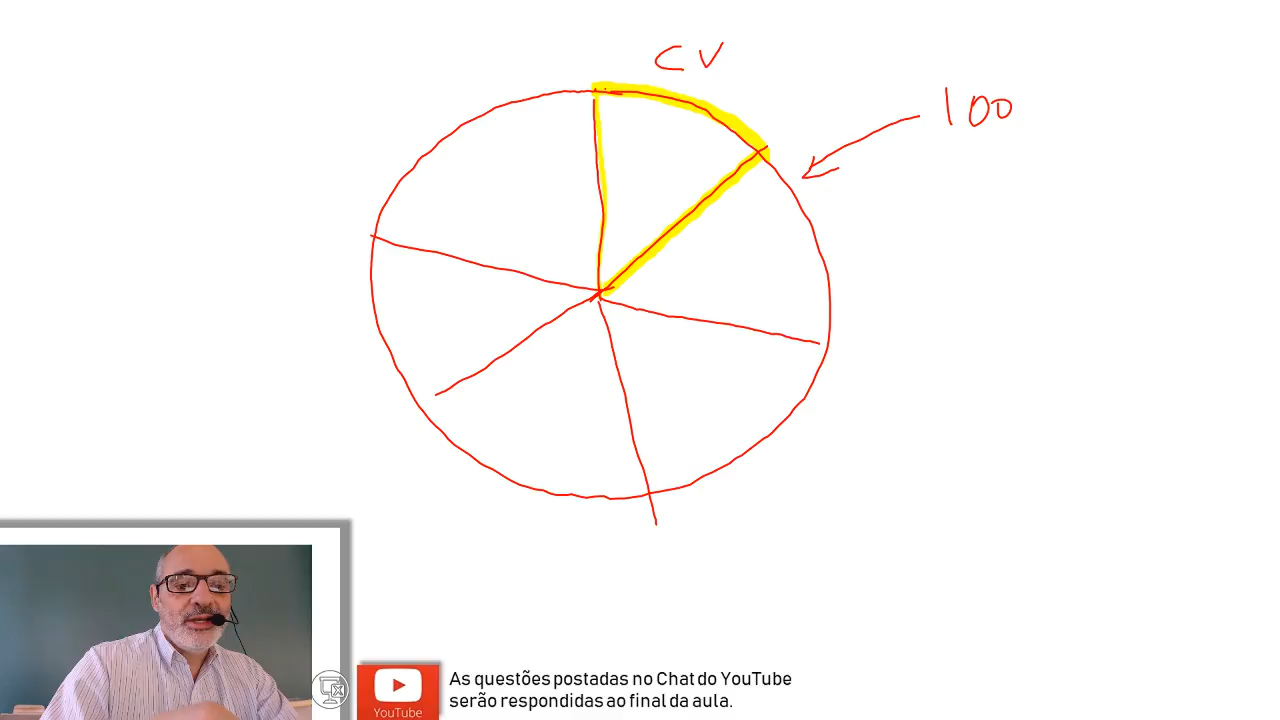 CV
100
As questões postadas no Chat do YouTube
serão respondidas ao final da aula.
YouTube